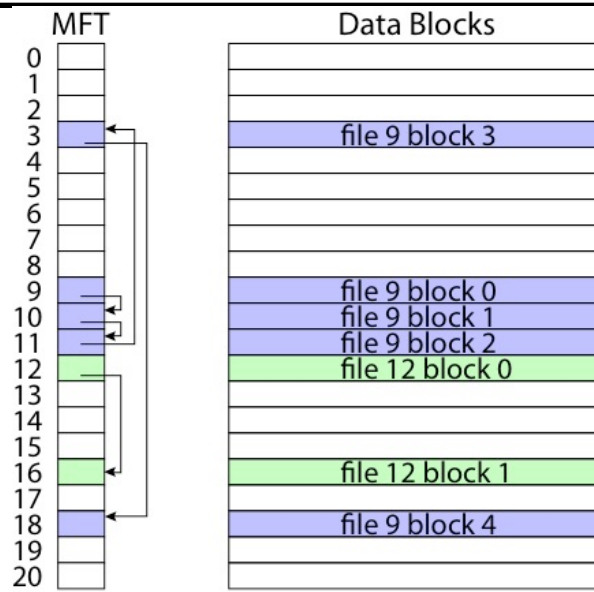 MFT Data Blocks
0
1
2
3 file 9 block 3
4
5
6
7
8
9 file 9 block 0
10 file 9 block 1
11 file 9 block 2
12 file 12 block 0
13
14
15
16 file 12 block 1
17
18 file 9 block 4
19
20